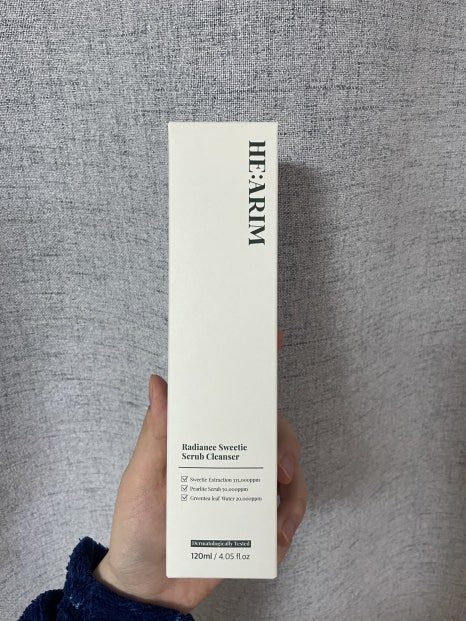 HE:ARIM
Radiance Sweetie
Scrub Cleanser
Sweetie Extraction 135,000ppm
Pearlite Scrub 50,000ppm
Greentea leaf Water 20,000ppm
Dermatologically Tested
120ml / 4.05 fl.oz